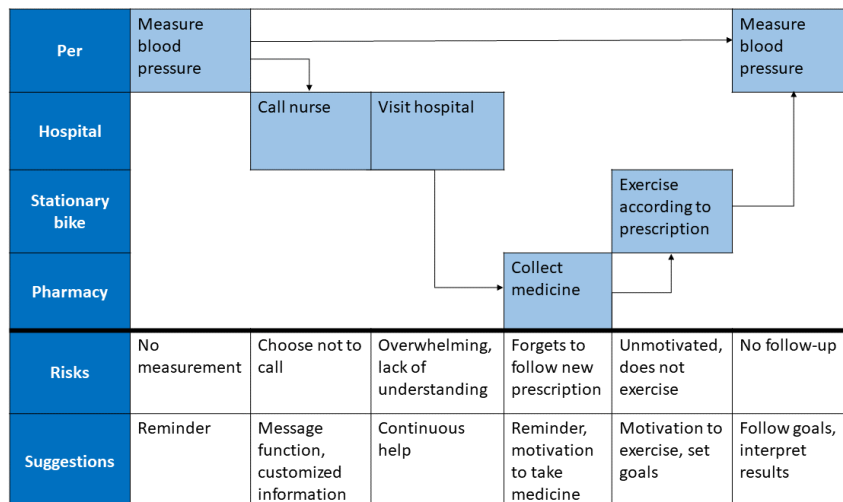 Per
Measure
blood
pressure
Measure
blood
pressure
Hospital
Call nurse
Visit hospital
Stationary
bike
Exercise
according to
prescription
Pharmacy
Collect
medicine
Risks
No
measurement
Choose not to
call
Overwhelming,
lack of
understanding
Forgets to
follow new
prescription
Unmotivated,
does not
exercise
No follow-up
Suggestions
Reminder
Message
function,
customized
information
Continuous
help
Reminder,
motivation
to take
medicine
Motivation to
exercise, set
goals
Follow goals,
interpret
results